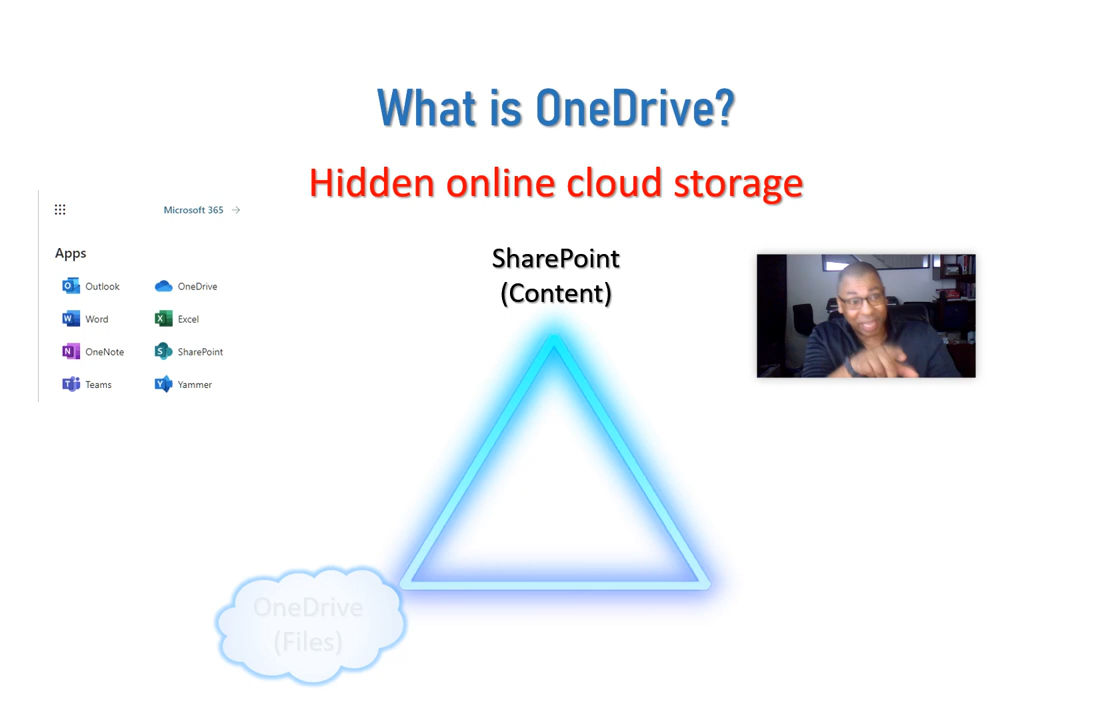 What is OneDrive?
Hidden online cloud storage
Microsoft 365 →
Apps
Outlook
OneDrive
Word
Excel
OneNote
SharePoint
Teams
Yammer
SharePoint
(Content)
OneDrive
(Files)